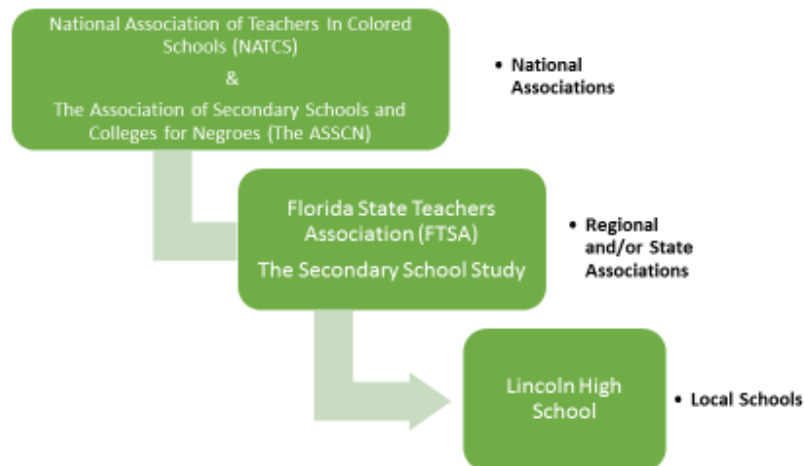 National Association of Teachers In Colored
Schools (NATCS)
&
The Association of Secondary Schools and
Colleges for Negroes (The ASSCN)
• National
Associations
Florida State Teachers
Association (FTSA)
The Secondary School Study
• Regional
and/or State
Associations
Lincoln High
School
• Local Schools